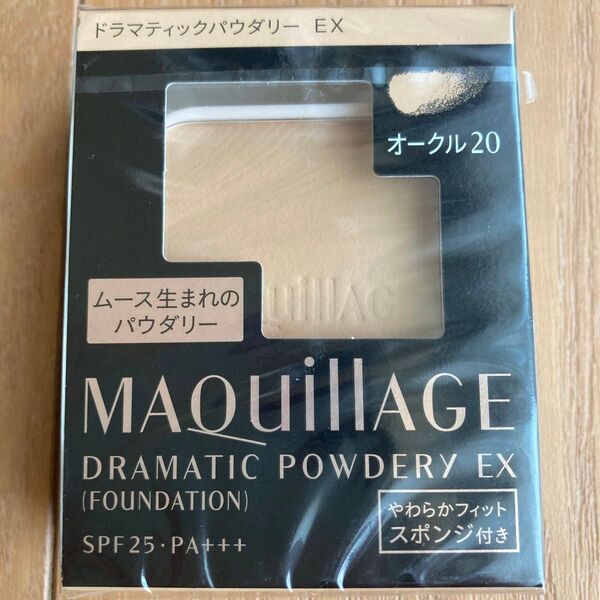 ドラマティックパウダリー EX
オークル20
quillAG
ムース生まれの
パウダリー
MAQuillAGE
DRAMATIC POWDERY EX
(FOUNDATION)
やわらかフィット
スポンジ付き
SPF25・PA+++